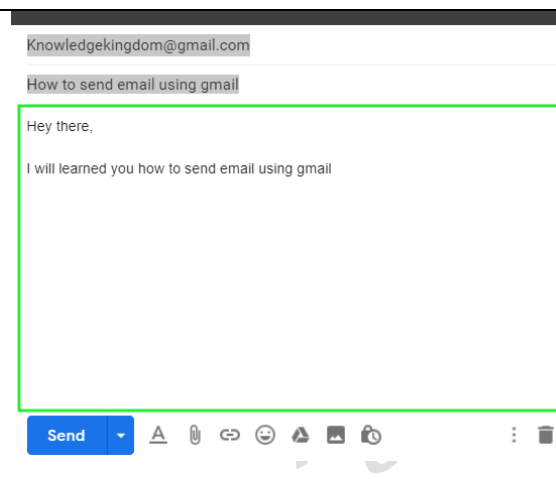 Knowledgekingdom@gmail.com
How to send email using gmail
Hey there,
I will learned you how to send email using gmail
Send